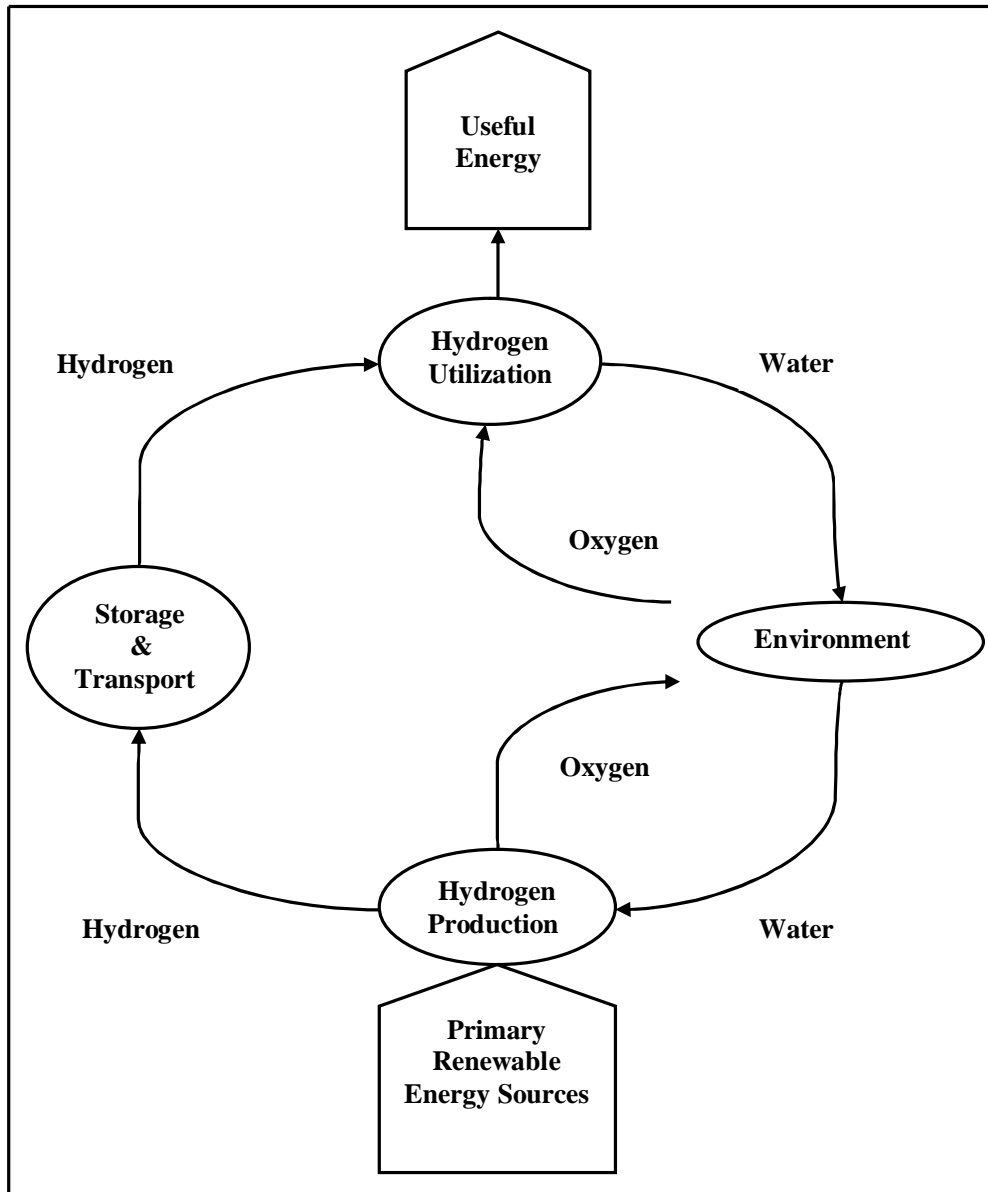 Useful
Energy
Hydrogen
Utilization
Hydrogen
Water
Oxygen
Storage
&
Transport
Environment
Oxygen
Hydrogen
Production
Hydrogen
Water
Primary
Renewable
Energy Sources